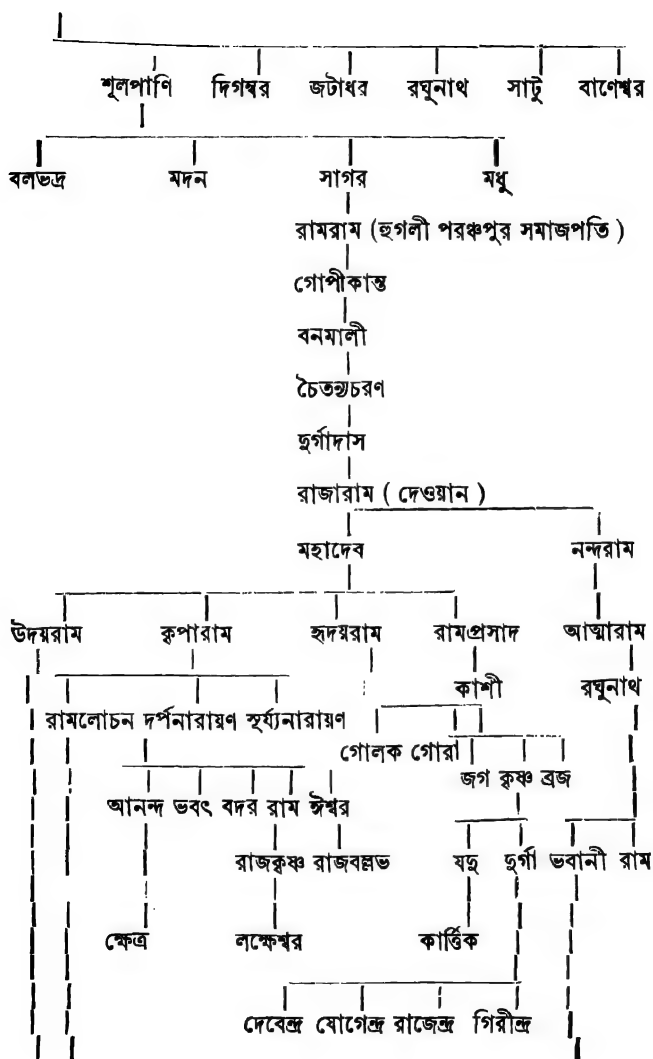 শূলপাণি দিগম্বর জটাধর রঘুনাথ সাটু বাণেশ্বর
বলভদ্র মদন সাগর মধু
রামরাম (হুগলী পরঞ্চপুর সমাজপতি)
গোপীকান্ত
বনমালী
চৈতন্যচরণ
দুর্গাদাস
রাজারাম (দেওয়ান)
মহাদেব নন্দরাম
উদয়রাম কৃপারাম হৃদয়রাম রামপ্রসাদ আত্মারাম
কাশী রঘুনাথ
রামলোচন দর্পনারায়ণ সূর্য্যনারায়ণ
গোলক গোরা
জগ কৃষ্ণ ব্রজ
আনন্দ ভবৎ বদর রাম ঈশ্বর
রাজকৃষ্ণ রাজবল্লভ যদু দুর্গা ভবানী রাম
ক্ষেত্র লক্ষেশ্বর কার্ত্তিক
দেবেন্দ্র যোগেন্দ্র রাজেন্দ্র গিরীন্দ্র